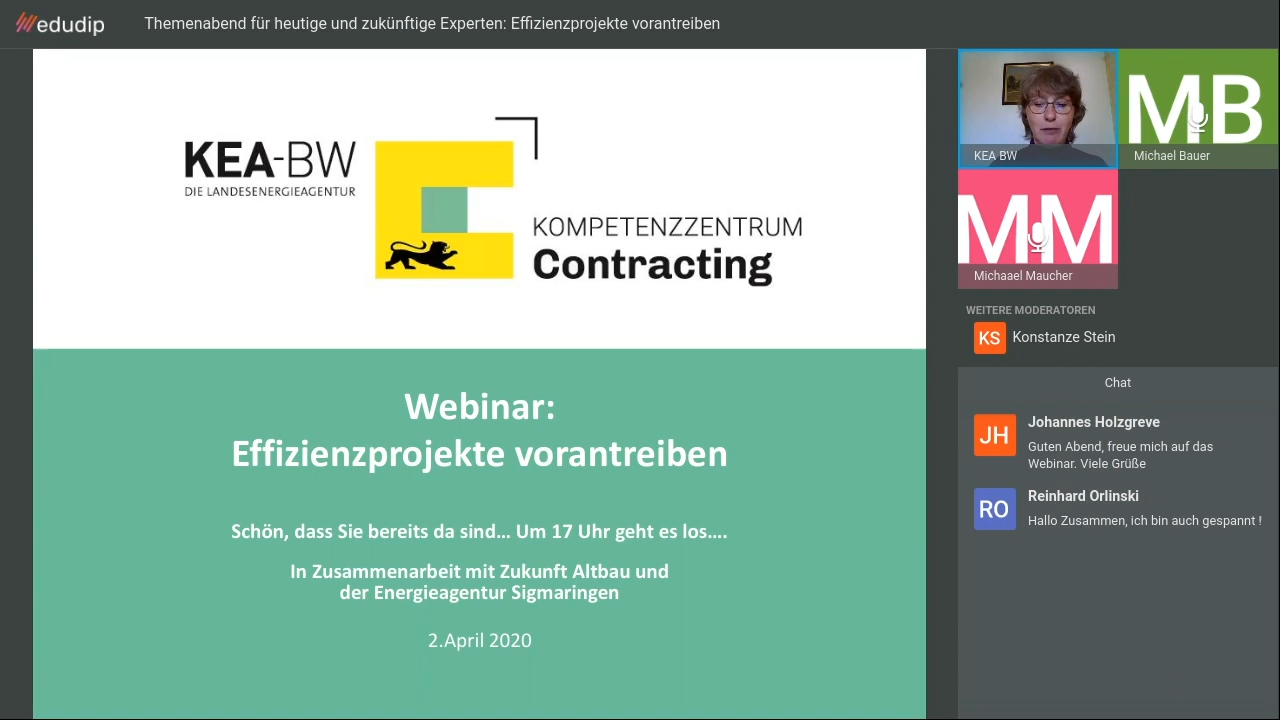 edudip
Themenabend für heutige und zukünftige Experten: Effizienzprojekte vorantreiben
KEA-BW
DIE LANDESENERGIEAGENTUR
KOMPETENZZENTRUM
Contracting
Webinar:
Effizienzprojekte vorantreiben
Schön, dass Sie bereits da sind... Um 17 Uhr geht es los....
In Zusammenarbeit mit Zukunft Altbau und
der Energieagentur Sigmaringen
2.April 2020
KEA BW
MB
Michael Bauer
MM
Michaael Maucher
WEITERE MODERATOREN
KS
Konstanze Stein
Chat
JH
Johannes Holzgreve
Guten Abend, freue mich auf das
Webinar. Viele Grüße
RO
Reinhard Orlinski
Hallo Zusammen, ich bin auch gespannt !